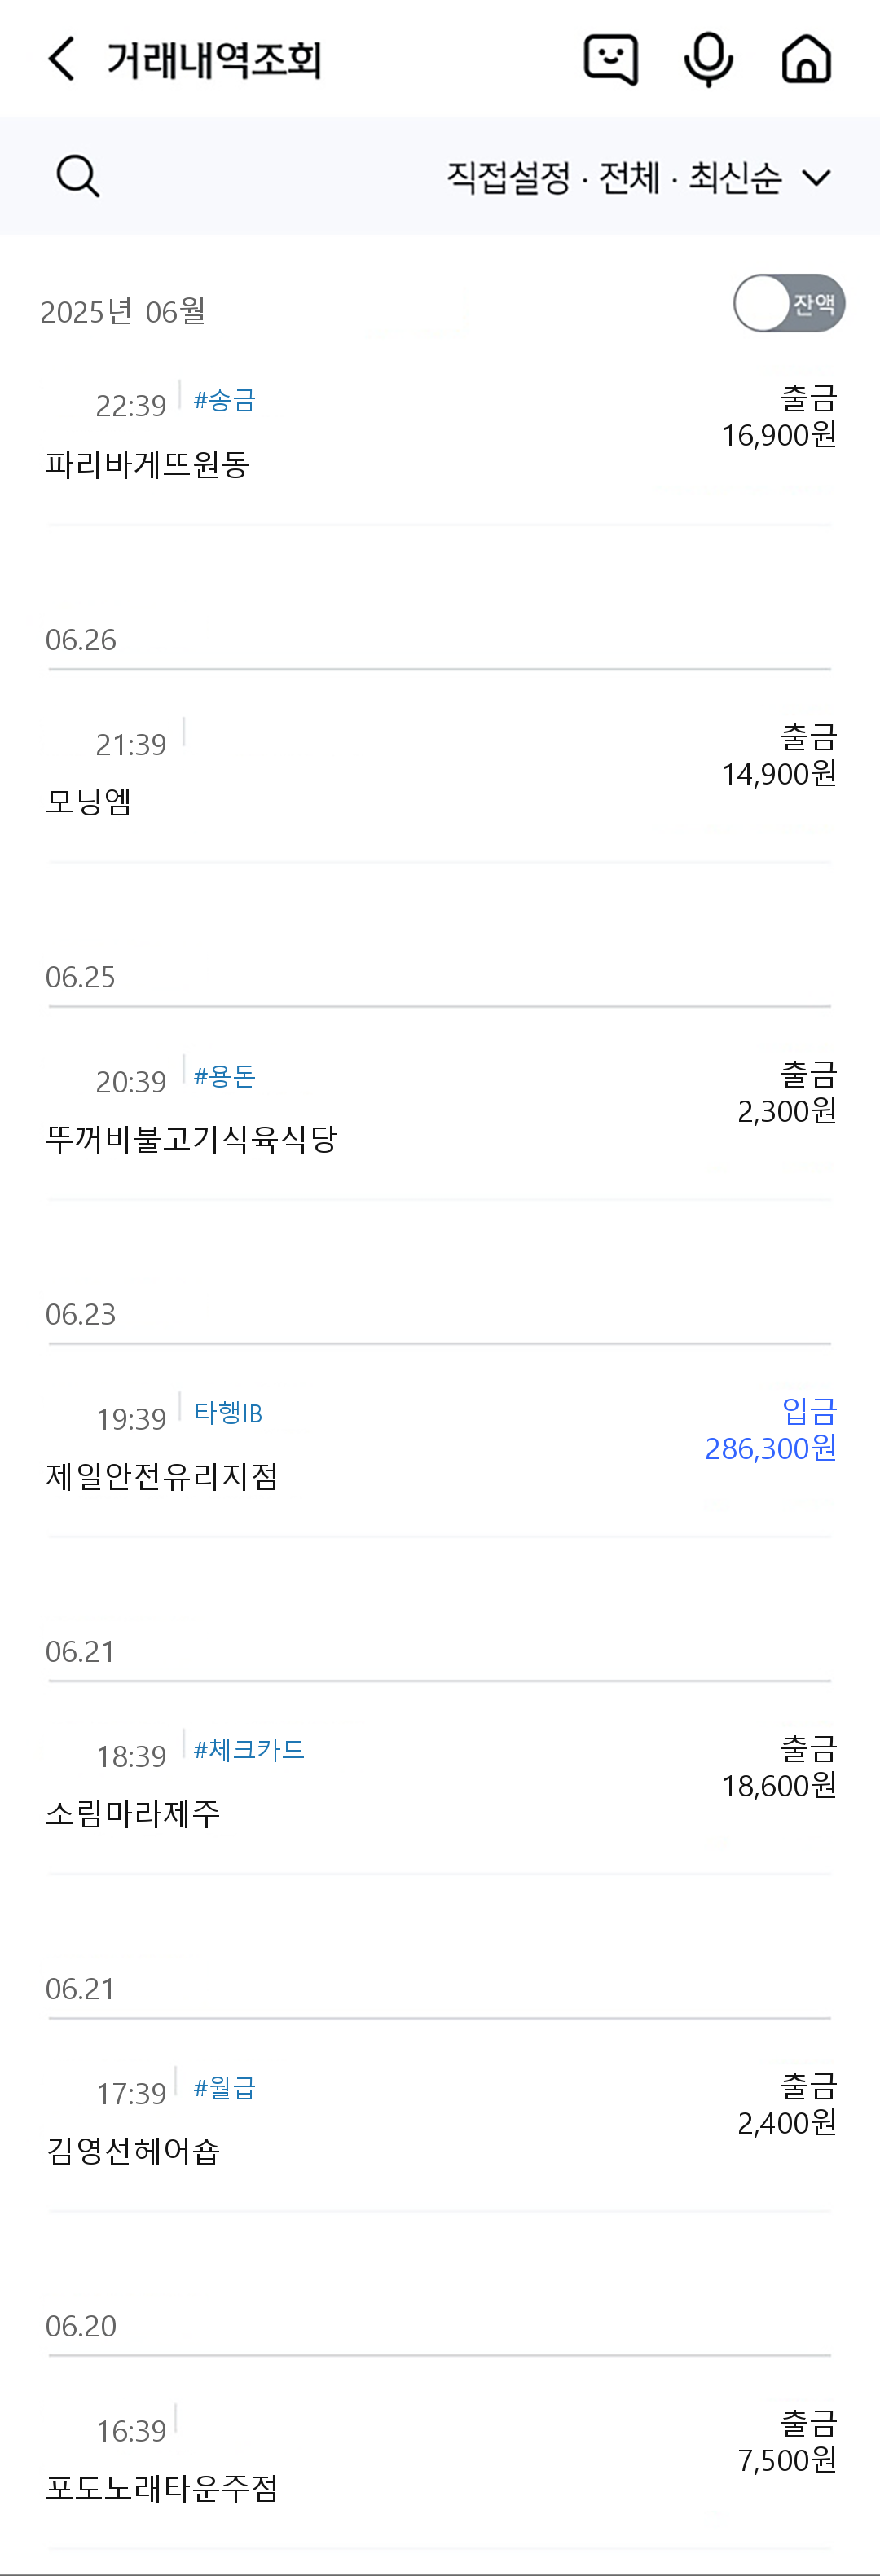 거래내역조회
직접설정 · 전체 · 최신순
2025년 06월
잔액
22:39 #송금
출금
16,900원
파리바게뜨원동
06.26
21:39
출금
14,900원
모닝엠
06.25
20:39 #용돈
출금
2,300원
뚜꺼비불고기식육식당
06.23
19:39 타행IB
입금
286,300원
제일안전유리지점
06.21
18:39 #체크카드
출금
18,600원
소림마라제주
06.21
17:39 #월급
출금
2,400원
김영선헤어숍
06.20
16:39
출금
7,500원
포도노래타운주점